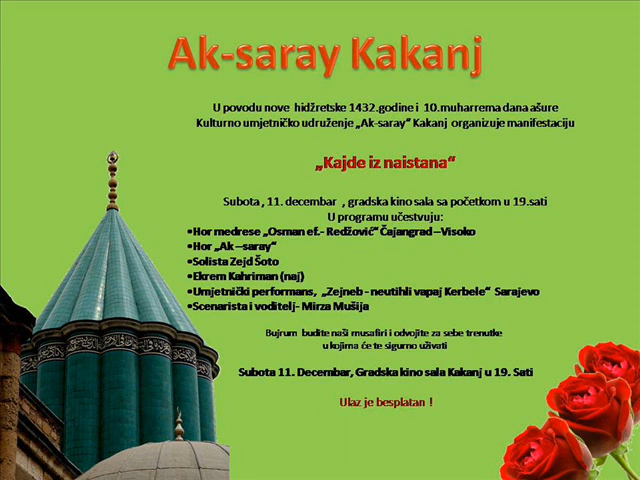 Ak-saray Kakanj
U povodu nove hidžretske 1432.godine i 10.muharrema dana ašure
Kulturno umjetničko udruženje „Ak-saray“ Kakanj organizuje manifestaciju
„Kajde iz naistana“
Subota , 11. decembar , gradska kino sala sa početkom u 19.sati
U programu učestvuju:
•Hor medrese „Osman ef.- Redžović“ Čajangrad –Visoko
•Hor „Ak –saray“
•Solista Zejd Šoto
•Ekrem Kahriman (naj)
•Umjetnički performans, „Zejneb - neutihli vapaj Kerbele“ Sarajevo
•Scenarista i voditelj- Mirza Mušija
Bujrum budite naši musafiri i odvojite za sebe trenutke
u kojima će te sigurno uživati
Subota 11. Decembar, Gradska kino sala Kakanj u 19. Sati
Ulaz je besplatan !